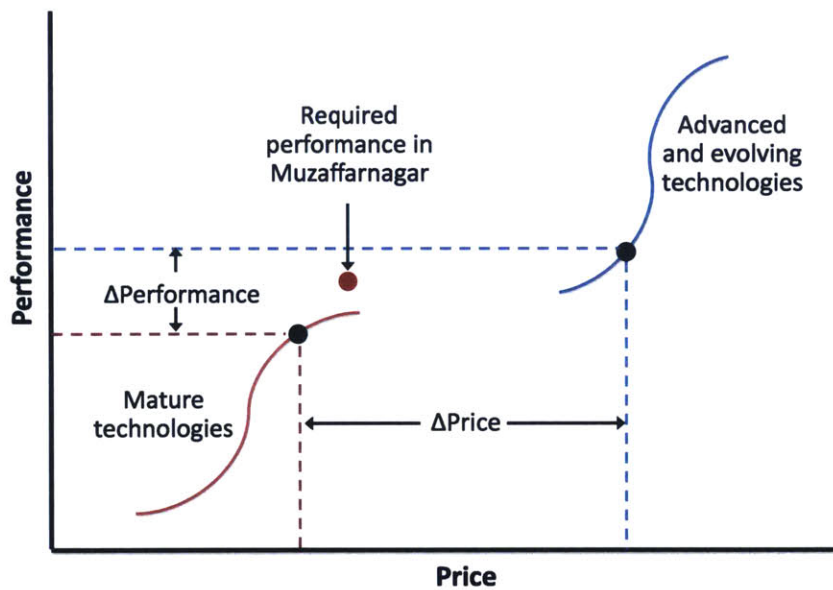 Required
performance in
Muzaffarnagar
Advanced
and evolving
technologies
Performance
ΔPerformance
Mature
technologies
ΔPrice
Price